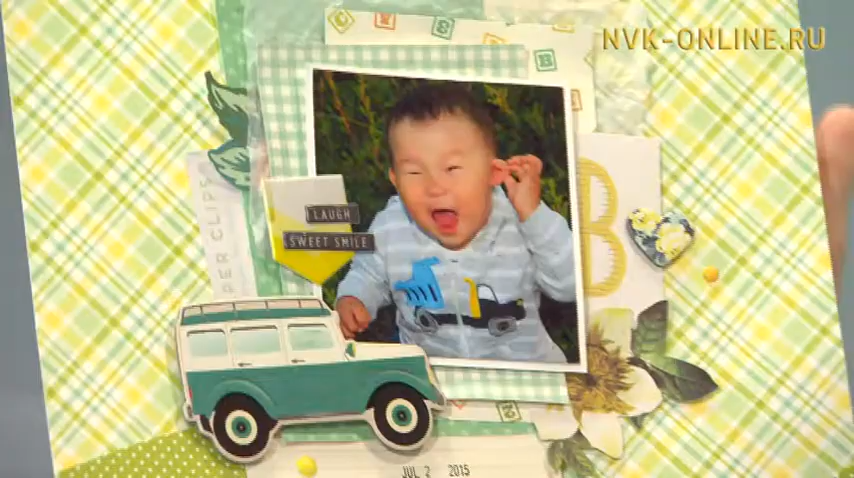 NVK-ONLINE.RU
LAUGH
SWEET SMILE
PER CLIPS
B
JUL 2 2015